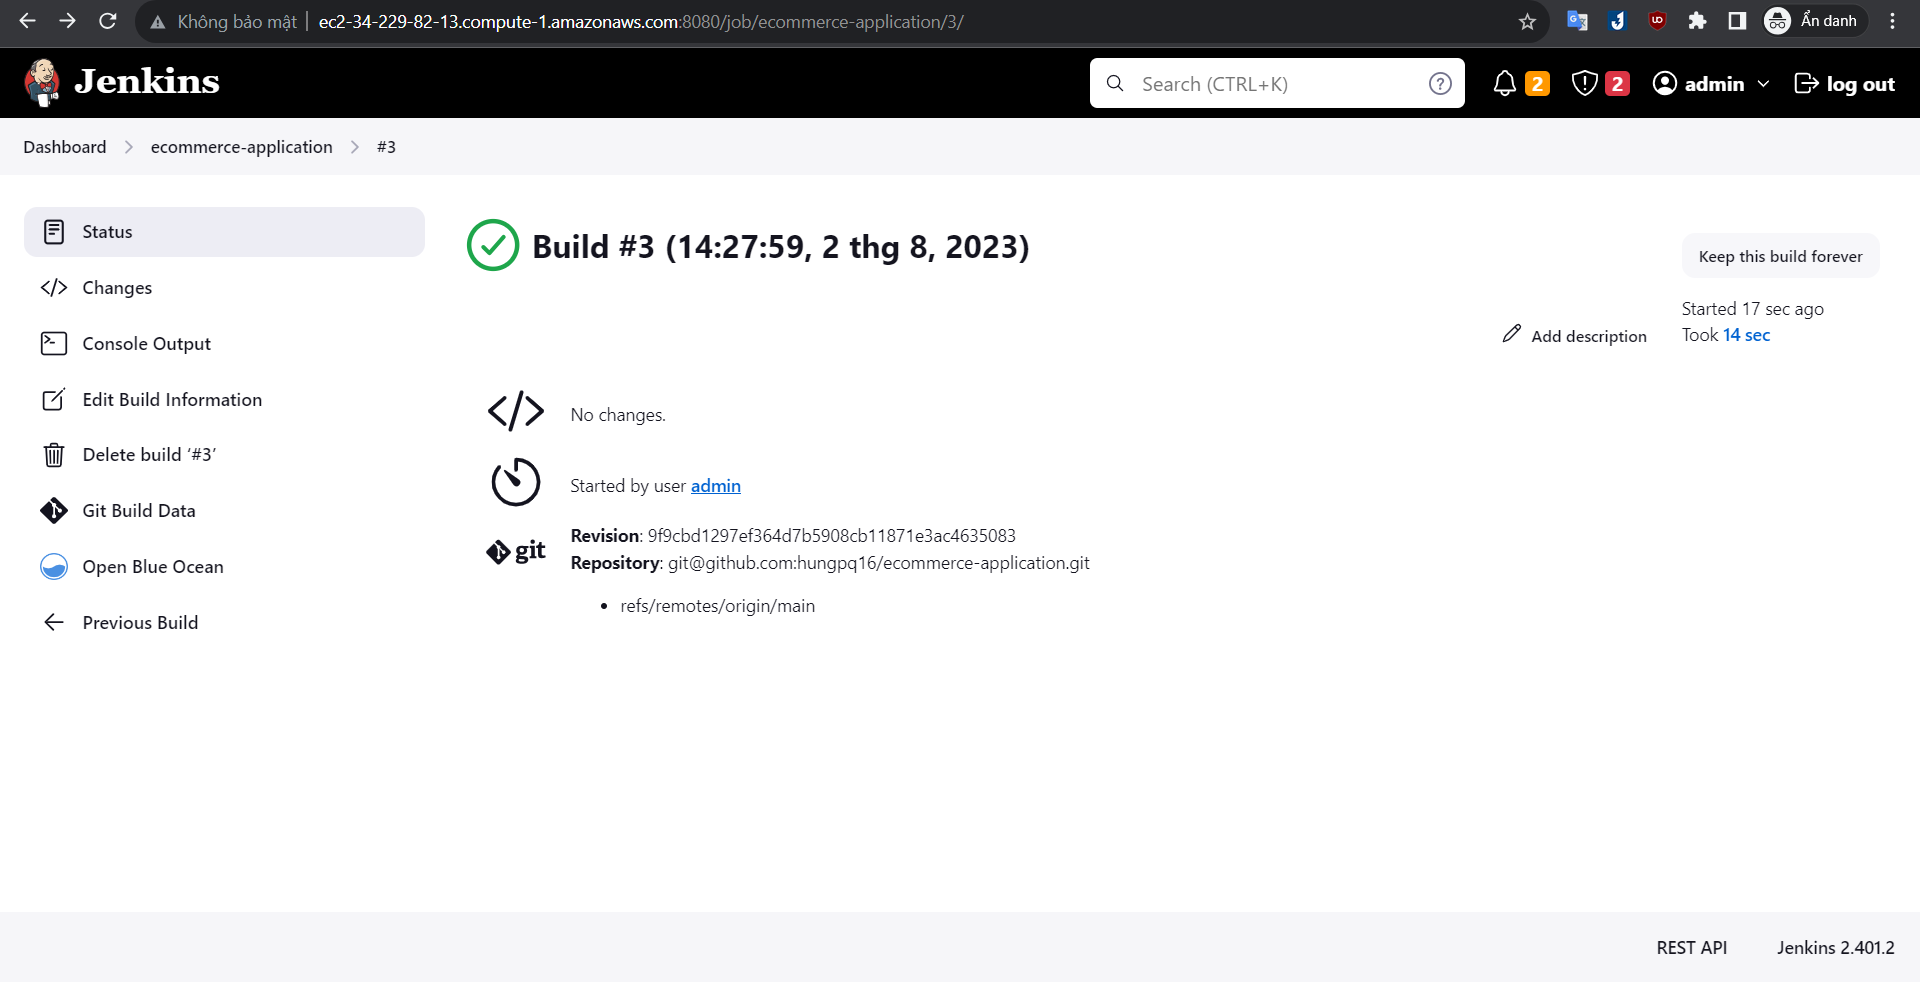 Không bảo mật | ec2-34-229-82-13.compute-1.amazonaws.com:8080/job/ecommerce-application/3/
Ẩn danh
Jenkins
Search (CTRL+K)
?
2
2
admin
log out
Dashboard
ecommerce-application
#3
Status
Changes
Console Output
Edit Build Information
Delete build ‘#3’
Git Build Data
Open Blue Ocean
Previous Build
Build #3 (14:27:59, 2 thg 8, 2023)
Keep this build forever
Started 17 sec ago
Took 14 sec
Add description
No changes.
Started by user admin
git
Revision: 9f9cbd1297ef364d7b5908cb11871e3ac4635083
Repository: git@github.com:hungpq16/ecommerce-application.git
• refs/remotes/origin/main
REST API
Jenkins 2.401.2